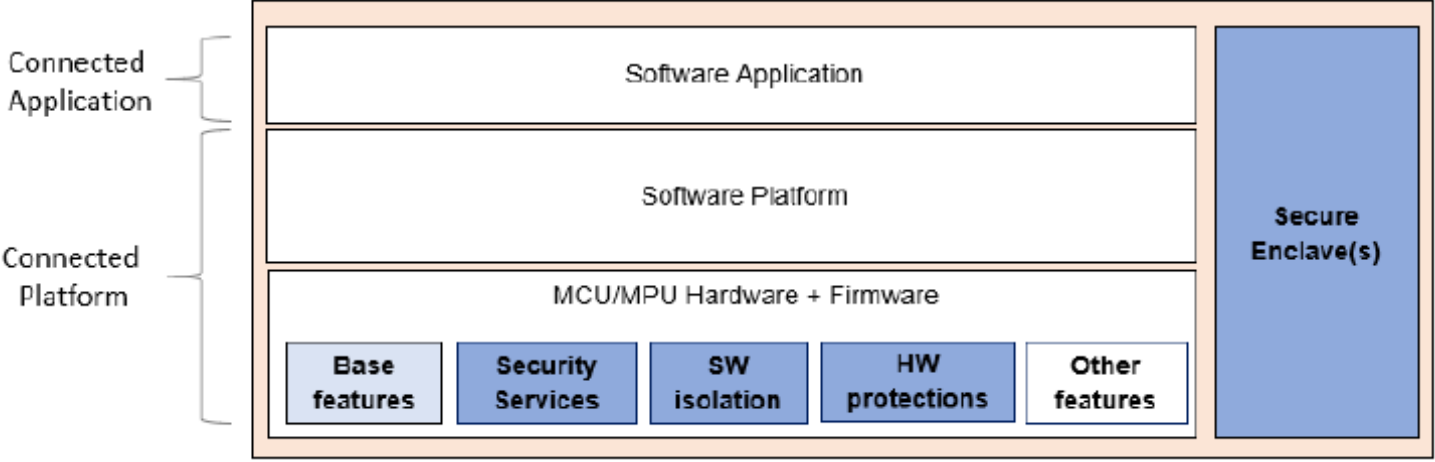 Connected
Application
Software Application
Connected
Platform
Software Platform
MCU/MPU Hardware + Firmware
Base
features
Security
Services
SW
isolation
HW
protections
Other
features
Secure
Enclave(s)